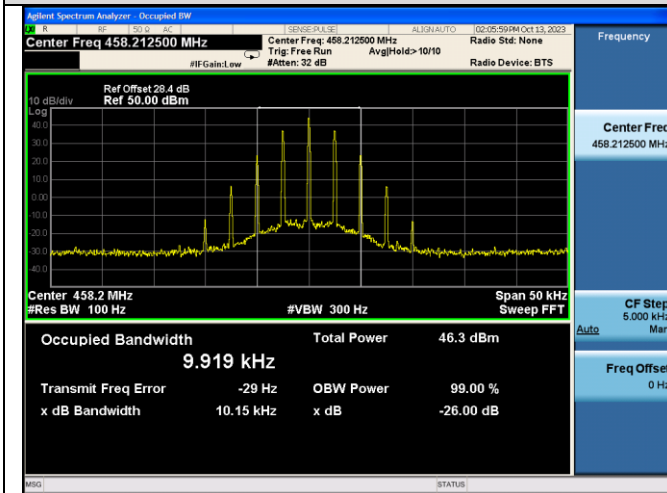 Agilent Spectrum Analyzer - Occupied BW
R RF 50 Ω AC SENSE:PULSE ALIGNAUTO 02:05:59PM Oct 13, 2023
Center Freq 458.212500 MHz
Center Freq: 458.212500 MHz
Radio Std: None
Trig: Free Run Avg|Hold:> 10/10
#IFGain:Low #Atten: 32 dB Radio Device: BTS
Ref Offset 28.4 dB
10 dB/div Ref 50.00 dBm
Log
40.0
30.0
20.0
10.0
0.00
-10.0
-20.0
-30.0
-40.0
Center 458.2 MHz Span 50 kHz
#Res BW 100 Hz #VBW 300 Hz Sweep FFT
Occupied Bandwidth Total Power 46.3 dBm
9.919 kHz
Transmit Freq Error -29 Hz OBW Power 99.00 %
x dB Bandwidth 10.15 kHz x dB -26.00 dB
MSG STATUS
Frequency
Center Freq
458.212500 MHz
CF Step
5.000 kHz
Auto Man
Freq Offset
0 Hz